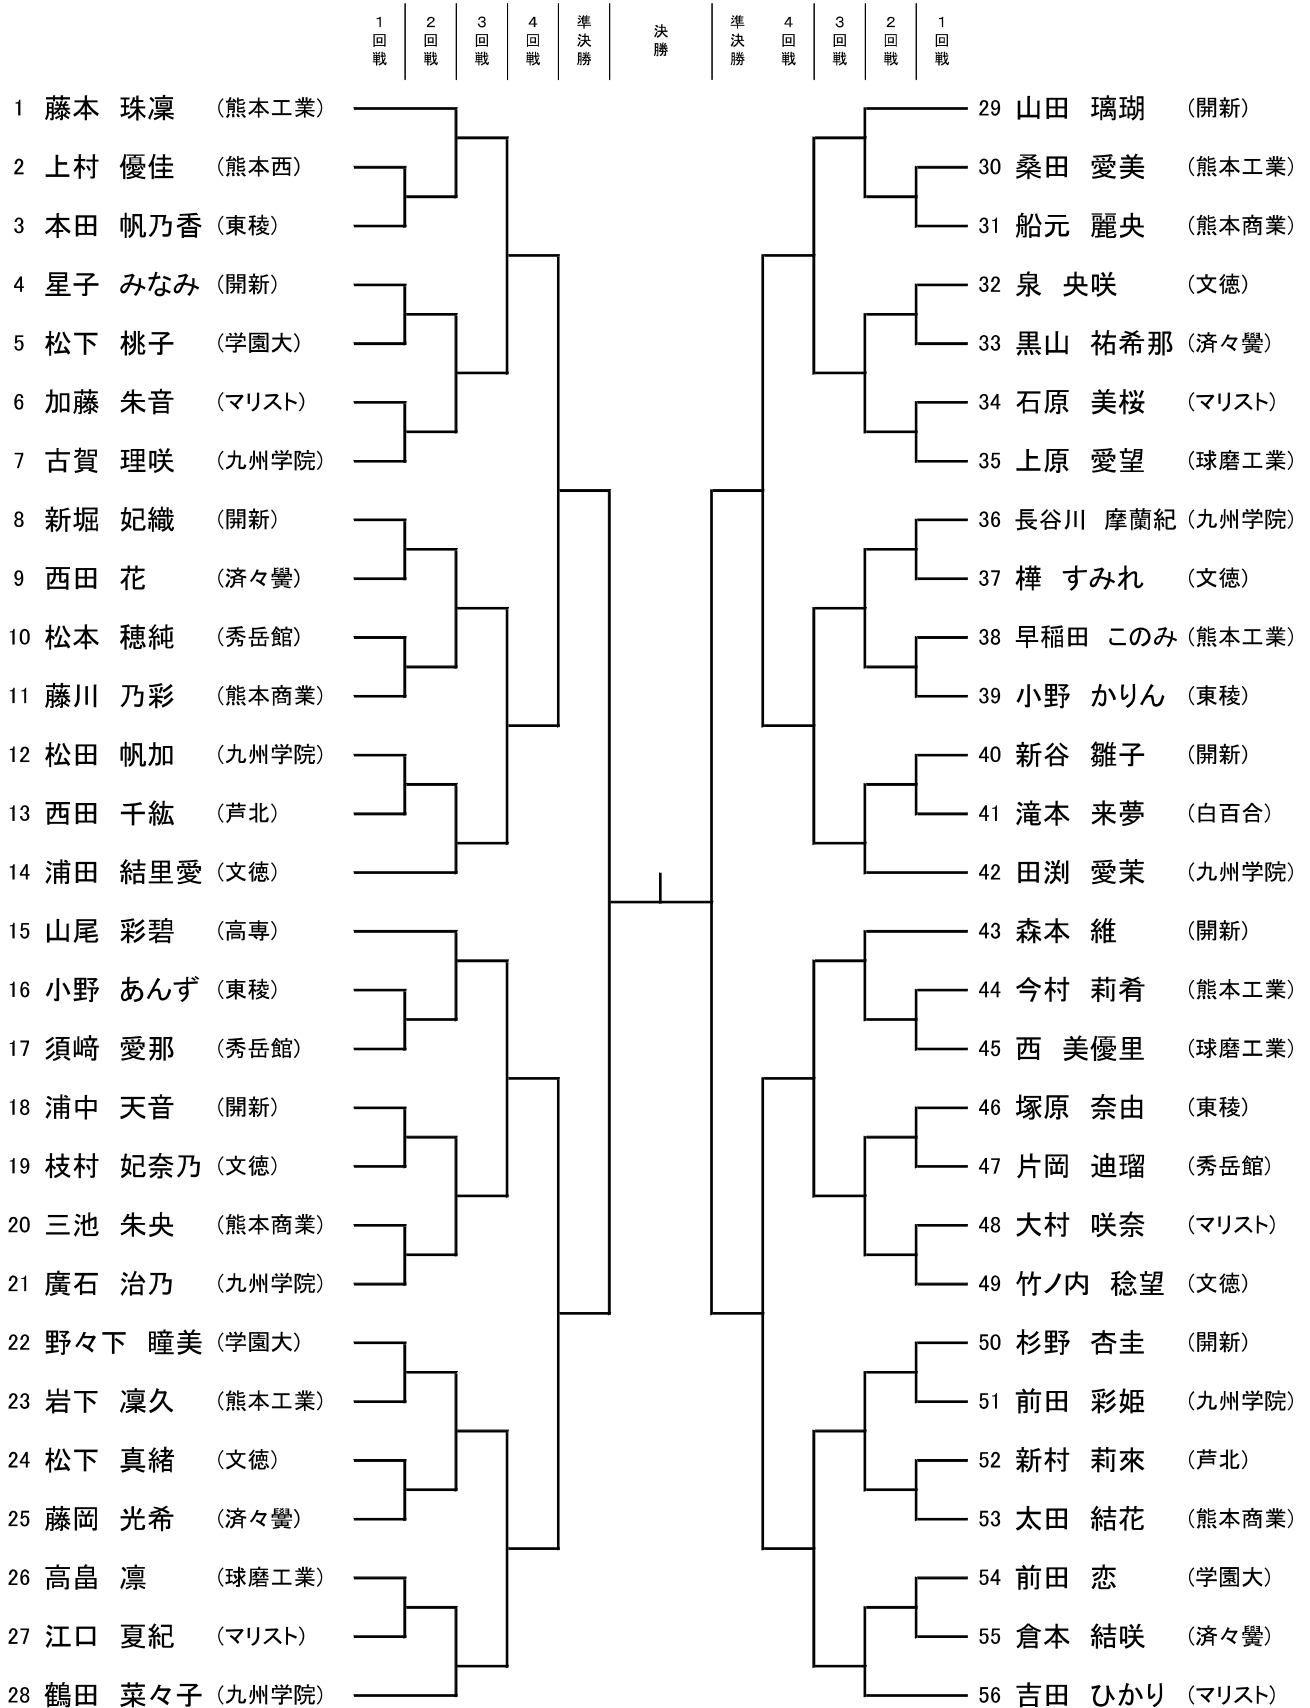 1回戦 2回戦 3回戦 4回戦 準決勝 決勝 準決勝 4回戦 3回戦 2回戦 1回戦
1 藤本 珠凜 (熊本工業)
2 上村 優佳 (熊本西)
3 本田 帆乃香 (東稜)
4 星子 みなみ (開新)
5 松下 桃子 (学園大)
6 加藤 朱音 (マリスト)
7 古賀 理咲 (九州学院)
8 新堀 妃織 (開新)
9 西田 花 (済々黌)
10 松本 穂純 (秀岳館)
11 藤川 乃彩 (熊本商業)
12 松田 帆加 (九州学院)
13 西田 千紘 (芦北)
14 浦田 結里愛 (文徳)
15 山尾 彩碧 (高専)
16 小野 あんず (東稜)
17 須﨑 愛那 (秀岳館)
18 浦中 天音 (開新)
19 枝村 妃奈乃 (文徳)
20 三池 朱央 (熊本商業)
21 廣石 治乃 (九州学院)
22 野々下 瞳美 (学園大)
23 岩下 凜久 (熊本工業)
24 松下 真緒 (文徳)
25 藤岡 光希 (済々黌)
26 高畠 凛 (球磨工業)
27 江口 夏紀 (マリスト)
28 鶴田 菜々子 (九州学院)
29 山田 璃瑚 (開新)
30 桑田 愛美 (熊本工業)
31 船元 麗央 (熊本商業)
32 泉 央咲 (文徳)
33 黒山 祐希那 (済々黌)
34 石原 美桜 (マリスト)
35 上原 愛望 (球磨工業)
36 長谷川 摩蘭紀 (九州学院)
37 樺 すみれ (文徳)
38 早稲田 このみ (熊本工業)
39 小野 かりん (東稜)
40 新谷 雛子 (開新)
41 滝本 来夢 (白百合)
42 田渕 愛茉 (九州学院)
43 森本 維 (開新)
44 今村 莉肴 (熊本工業)
45 西 美優里 (球磨工業)
46 塚原 奈由 (東稜)
47 片岡 迪瑠 (秀岳館)
48 大村 咲奈 (マリスト)
49 竹ノ内 稔望 (文徳)
50 杉野 杏圭 (開新)
51 前田 彩姫 (九州学院)
52 新村 莉來 (芦北)
53 太田 結花 (熊本商業)
54 前田 恋 (学園大)
55 倉本 結咲 (済々黌)
56 吉田 ひかり (マリスト)